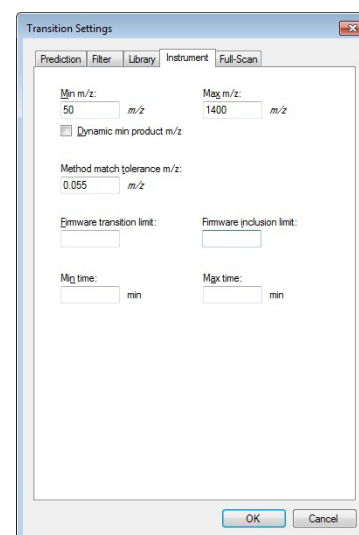 Transition Settings
Prediction Filter Library Instrument Full-Scan
Min m/z: Max m/z:
50 m/z 1400 m/z
Dynamic min product m/z
Method match tolerance m/z:
0.055 m/z
Firmware transition limit: Firmware inclusion limit:
Min time: Max time:
min min
OK Cancel